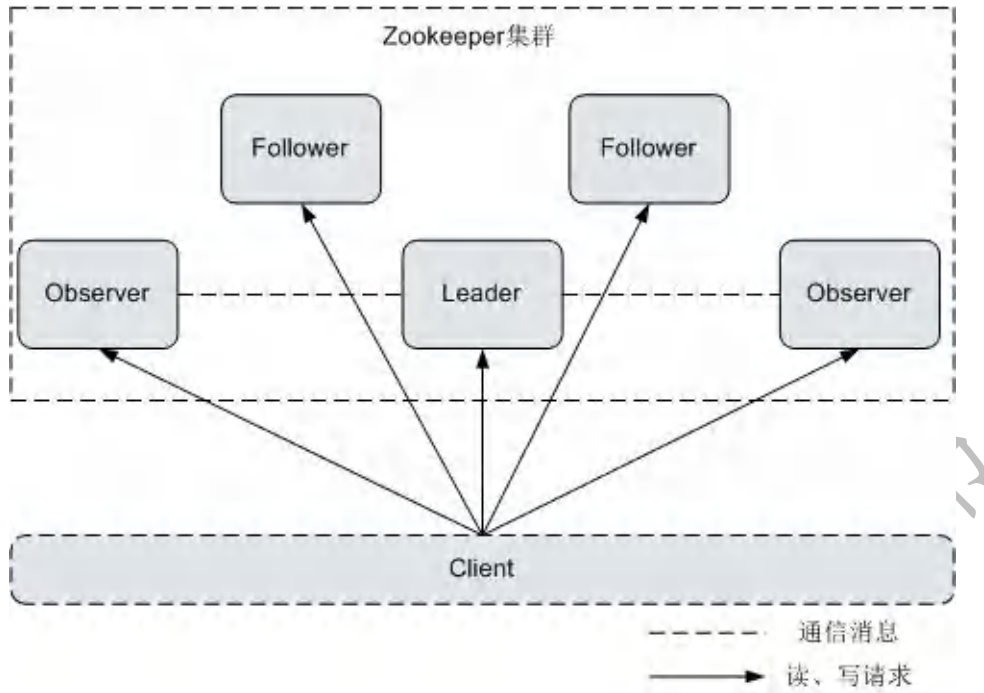 Zookeeper集群
Follower
Follower
Observer
Leader
Observer
Client
通信消息
读、写请求